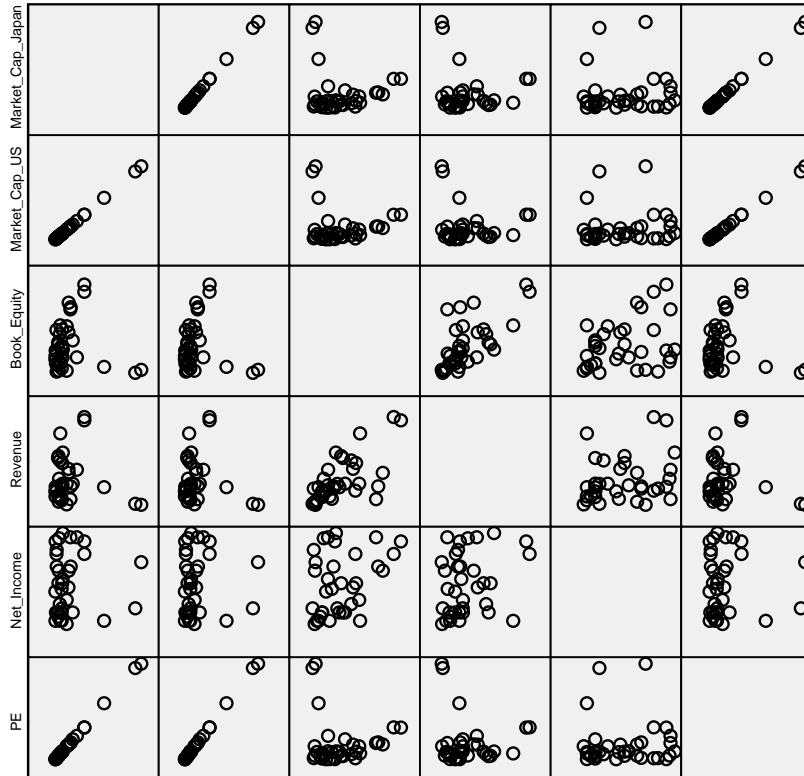 Market_Cap_Japan
Market_Cap_US
Book_Equity
Revenue
Net_Income
PE